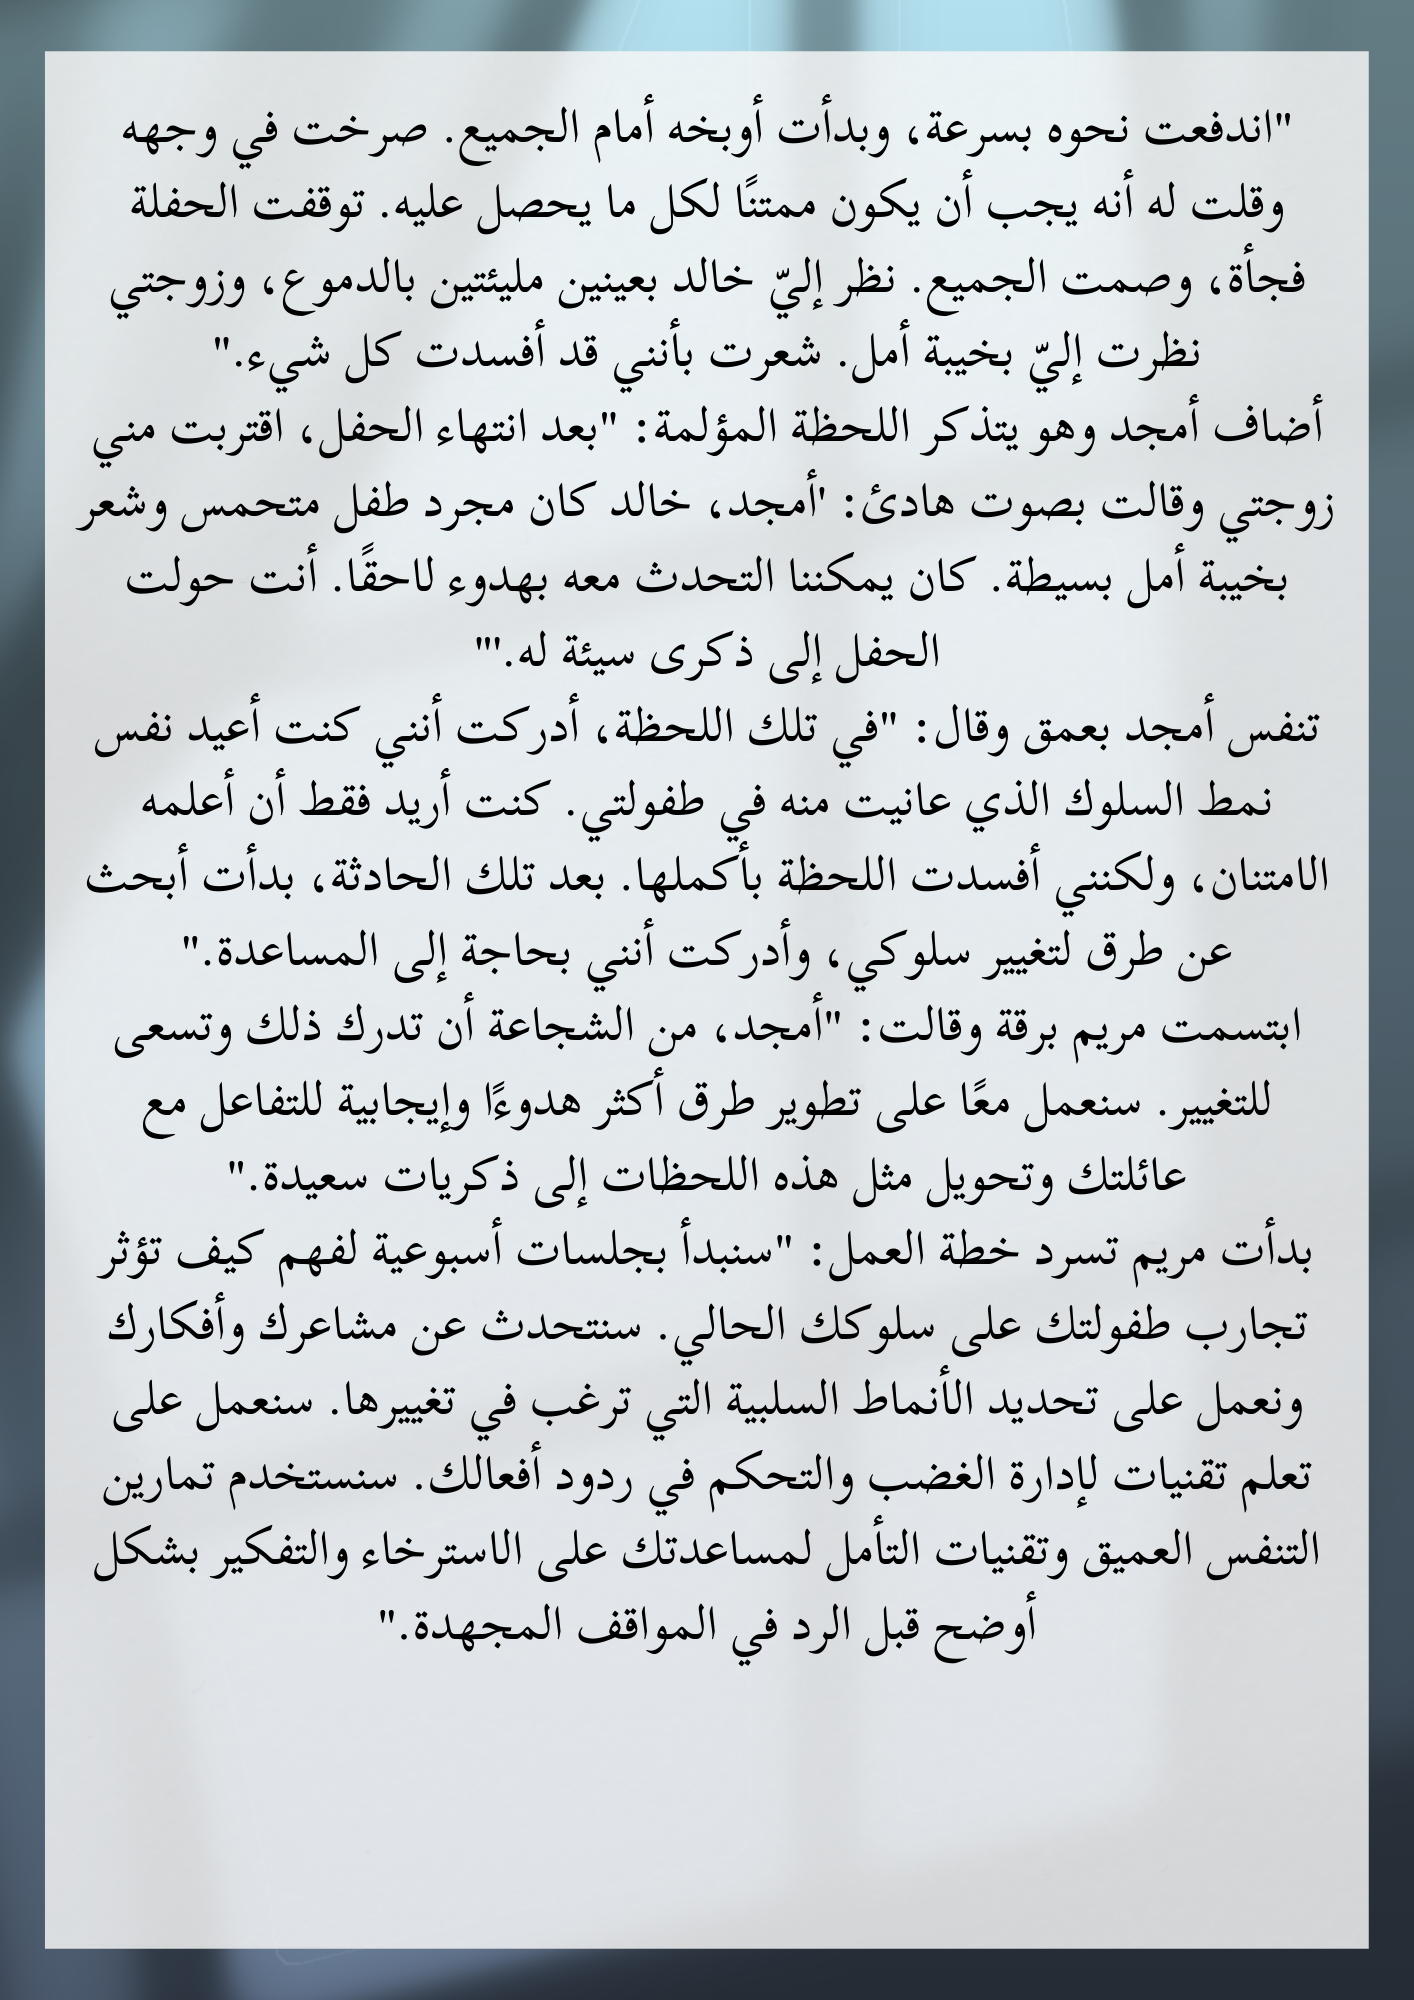 "اندفعت نحوه بسرعة، وبدأت أوبخه أمام الجميع. صرخت في وجهه
وقلت له أنه يجب أن يكون ممتنًا لكل ما يحصل عليه. توقفت الحفلة
فجأة، وصمت الجميع. نظر إليّ خالد بعينين مليئتين بالدموع، وزوجتي
نظرت إليّ بخيبة أمل. شعرت بأنني قد أفسدت كل شيء."
أضاف أمجد وهو يتذكر اللحظة المؤلمة: "بعد انتهاء الحفل، اقتربت مني
زوجتي وقالت بصوت هادئ: 'أمجد، خالد كان مجرد طفل متحمس وشعر
بخيبة أمل بسيطة. كان يمكننا التحدث معه بهدوء لاحقًا. أنت حولت
الحفل إلى ذكرى سيئة له.'"
تنفس أمجد بعمق وقال: "في تلك اللحظة، أدركت أنني كنت أعيد نفس
نمط السلوك الذي عانيت منه في طفولتي. كنت أريد فقط أن أعلمه
الامتنان، ولكنني أفسدت اللحظة بأكملها. بعد تلك الحادثة، بدأت أبحث
عن طرق لتغيير سلوكي، وأدركت أنني بحاجة إلى المساعدة."
ابتسمت مريم برقة وقالت: "أمجد، من الشجاعة أن تدرك ذلك وتسعى
للتغيير. سنعمل معًا على تطوير طرق أكثر هدوءًا وإيجابية للتفاعل مع
عائلتك وتحويل مثل هذه اللحظات إلى ذكريات سعيدة."
بدأت مريم تسرد خطة العمل: "سنبدأ بجلسات أسبوعية لفهم كيف تؤثر
تجارب طفولتك على سلوكك الحالي. سنتحدث عن مشاعرك وأفكارك
ونعمل على تحديد الأنماط السلبية التي ترغب في تغييرها. سنعمل على
تعلم تقنيات لإدارة الغضب والتحكم في ردود أفعالك. سنستخدم تمارين
التنفس العميق وتقنيات التأمل لمساعدتك على الاسترخاء والتفكير بشكل
أوضح قبل الرد في المواقف المجهدة."